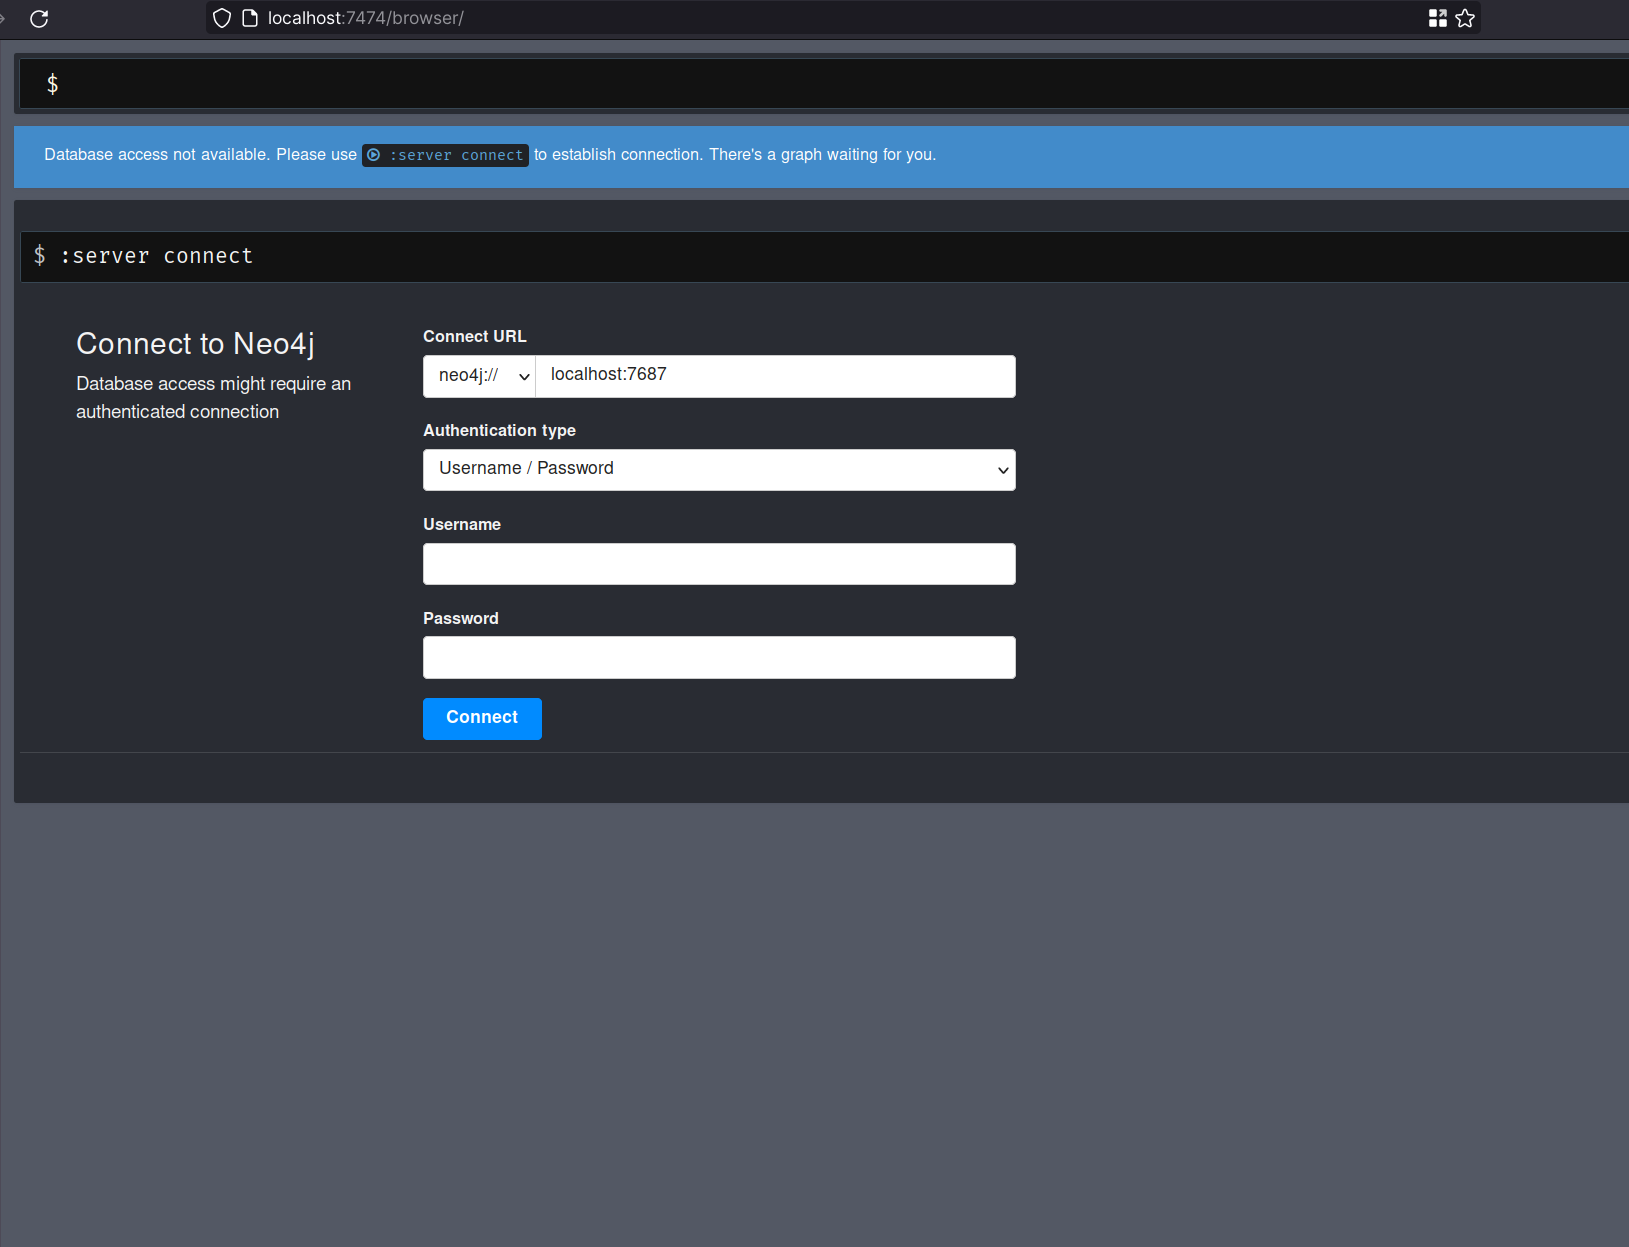 localhost:7474/browser/
$
Database access not available. Please use :server connect to establish connection. There's a graph waiting for you.
$ :server connect
Connect to Neo4j
Database access might require an
authenticated connection
Connect URL
neo4j:// localhost:7687
Authentication type
Username / Password
Username
Password
Connect